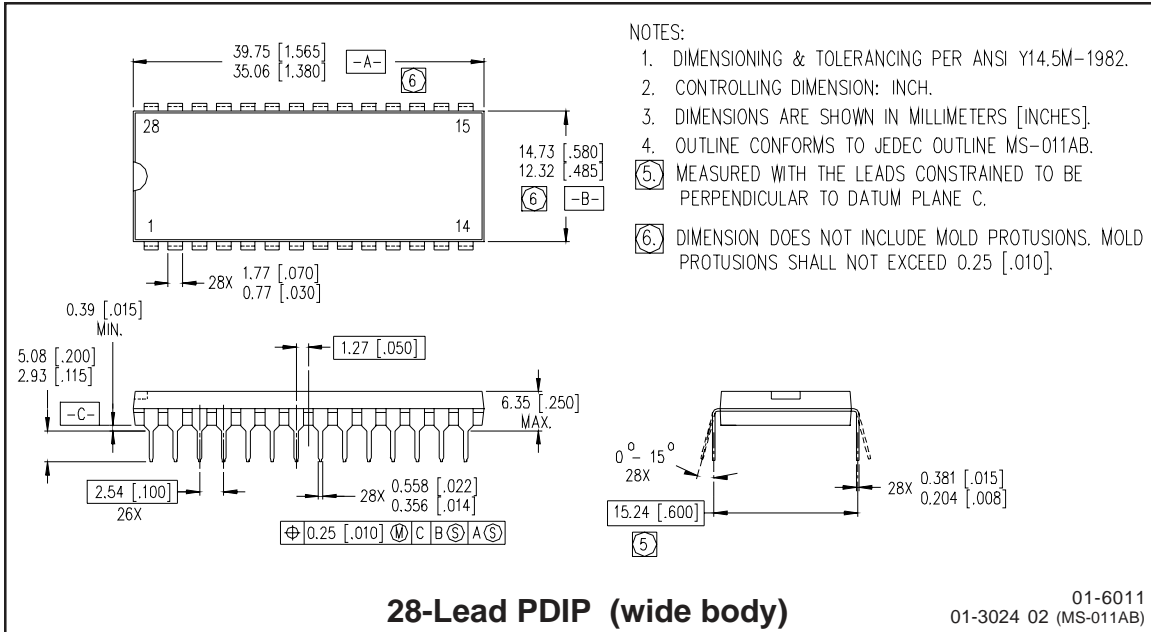 39.75 [1.565]
35.06 [1.380]
-A-
6
28
15
1
14
14.73 [.580]
12.32 [.485]
6
-B-
28X
1.77 [.070]
0.77 [.030]
NOTES:
1. DIMENSIONING & TOLERANCING PER ANSI Y14.5M-1982.
2. CONTROLLING DIMENSION: INCH.
3. DIMENSIONS ARE SHOWN IN MILLIMETERS [INCHES].
4. OUTLINE CONFORMS TO JEDEC OUTLINE MS-011AB.
5. MEASURED WITH THE LEADS CONSTRAINED TO BE
PERPENDICULAR TO DATUM PLANE C.
6. DIMENSION DOES NOT INCLUDE MOLD PROTUSIONS. MOLD
PROTUSIONS SHALL NOT EXCEED 0.25 [.010].
0.39 [.015]
MIN.
5.08 [.200]
2.93 [.115]
-C-
1.27 [.050]
6.35 [.250]
MAX.
2.54 [.100]
26X
28X
0.558 [.022]
0.356 [.014]
⌖ 0.25 [.010] Ⓜ C B Ⓢ A Ⓢ
0° - 15°
28X
15.24 [.600]
5
28X
0.381 [.015]
0.204 [.008]
28-Lead PDIP (wide body)
01-6011
01-3024 02 (MS-011AB)